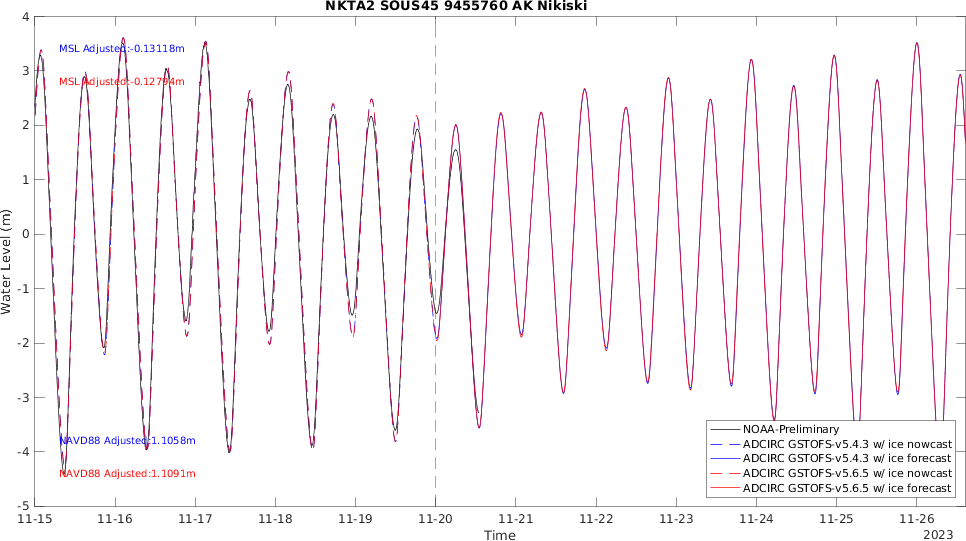 NKTA2 SOUS45 9455760 AK Nikiski
4
3
2
1
0
-1
-2
-3
-4
-5
Water Level (m)
MSL Adjusted:-0.13118m
MSL Adjusted:-0.12794m
NAVD88 Adjusted:1.1058m
NAVD88 Adjusted:1.1091m
NOAA-Preliminary
ADCIRC GSTOFS-v5.4.3 w/ ice nowcast
ADCIRC GSTOFS-v5.4.3 w/ ice forecast
ADCIRC GSTOFS-v5.6.5 w/ ice nowcast
ADCIRC GSTOFS-v5.6.5 w/ ice forecast
11-15 11-16 11-17 11-18 11-19 11-20 11-21 11-22 11-23 11-24 11-25 11-26
Time
2023